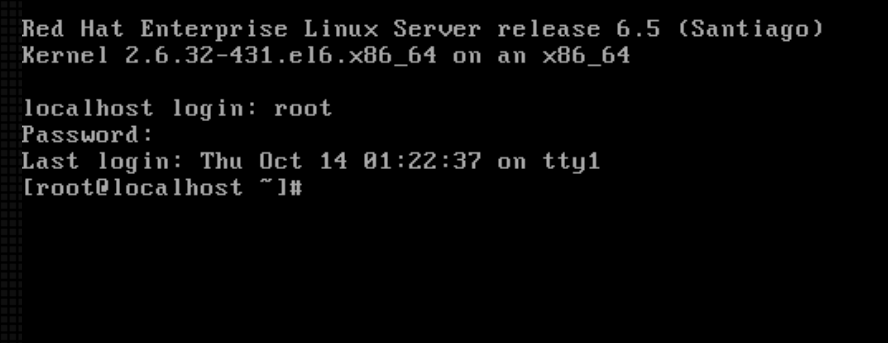 Red Hat Enterprise Linux Server release 6.5 (Santiago)
Kernel 2.6.32-431.el6.x86_64 on an x86_64
localhost login: root
Password:
Last login: Thu Oct 14 01:22:37 on tty1
[root@localhost ~]#